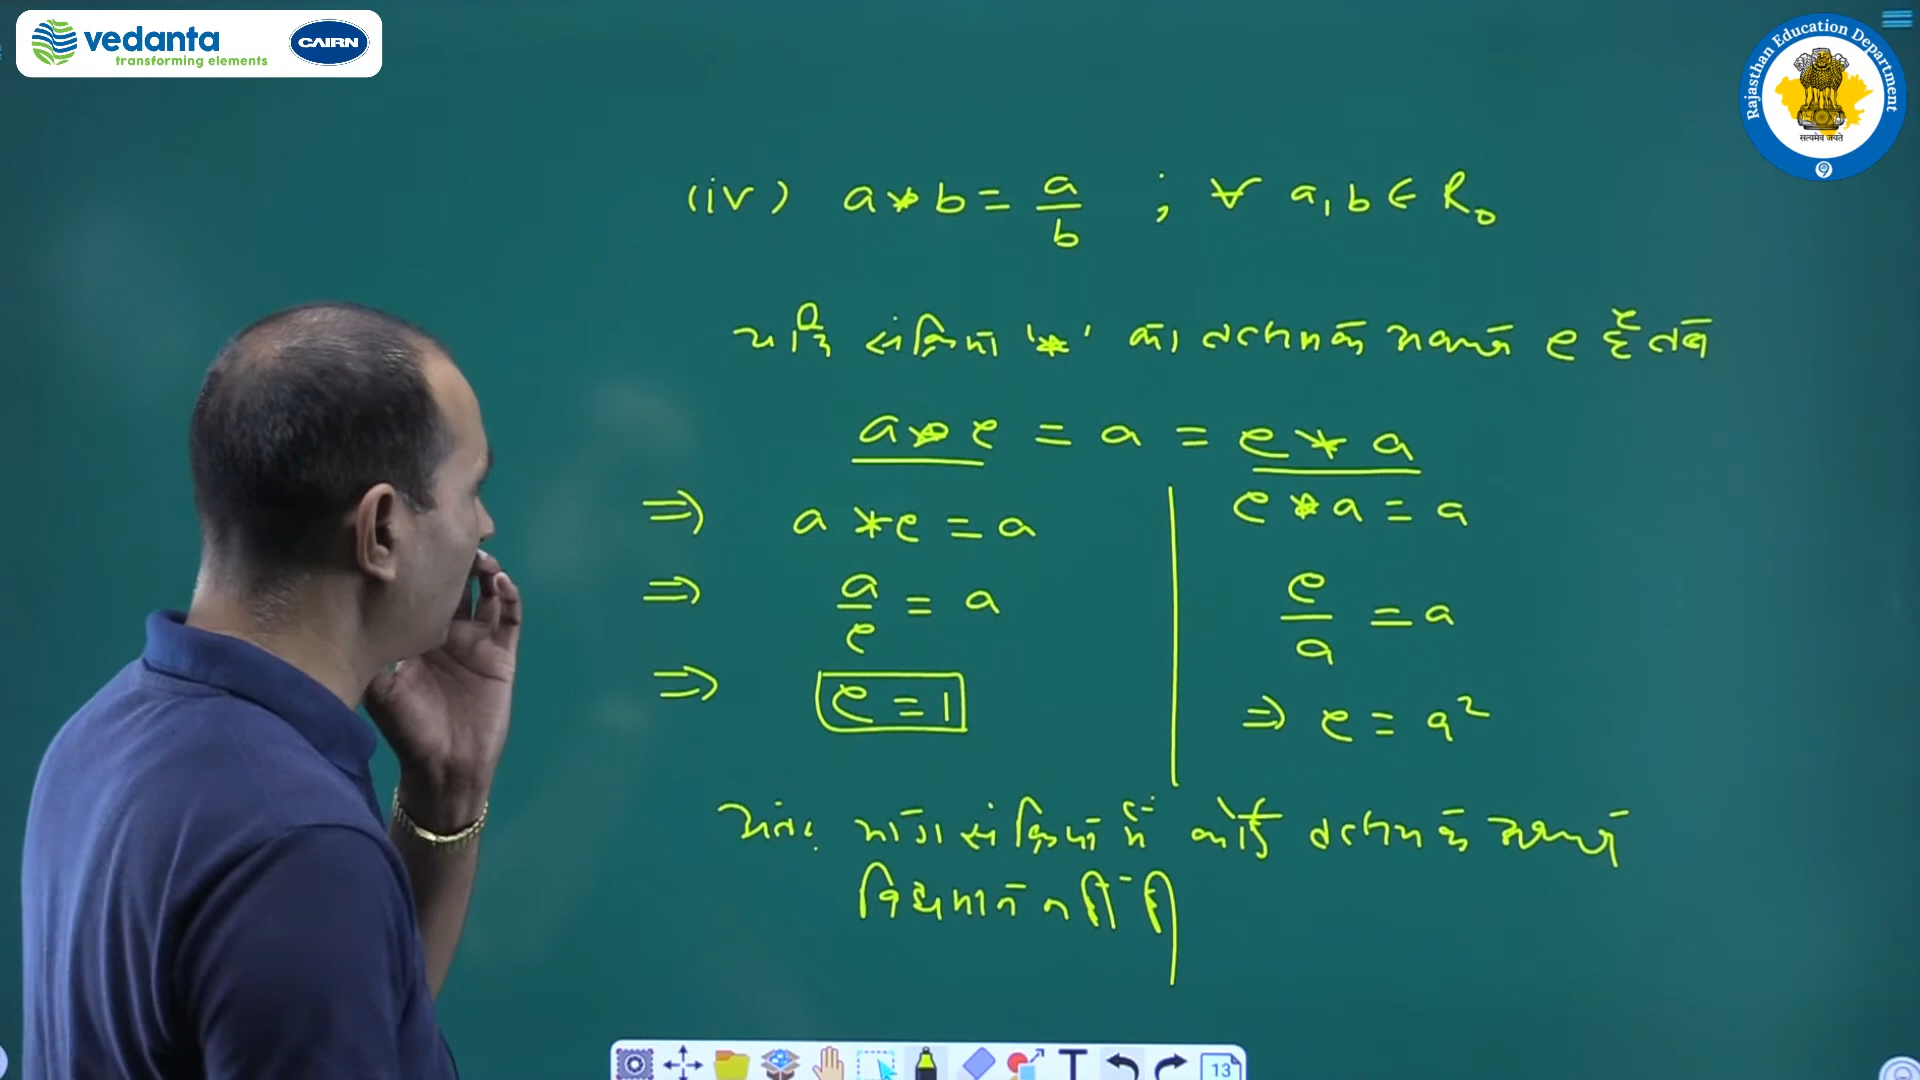 vedanta
transforming elements
CAIRN
Rajasthan Education Department
सत्यमेव जयते
(iv) a * b = a/b ; ∀ a, b ∈ R₀
यदि संक्रिया '*' का तत्समक अवयव e है तब
a * e = a = e * a
⇒ a * e = a
e * a = a
⇒ a/e = a
e/a = a
⇒ e = 1
⇒ e = a²
अतः संक्रिया में कोई तत्समक अवयव
विद्यमान नहीं है।
T
13